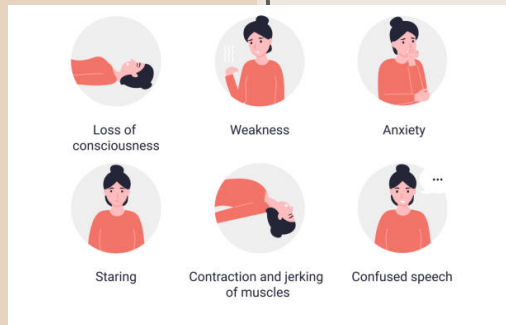 Loss of
consciousness
Weakness
Anxiety
...
Staring
Contraction and jerking
of muscles
Confused speech